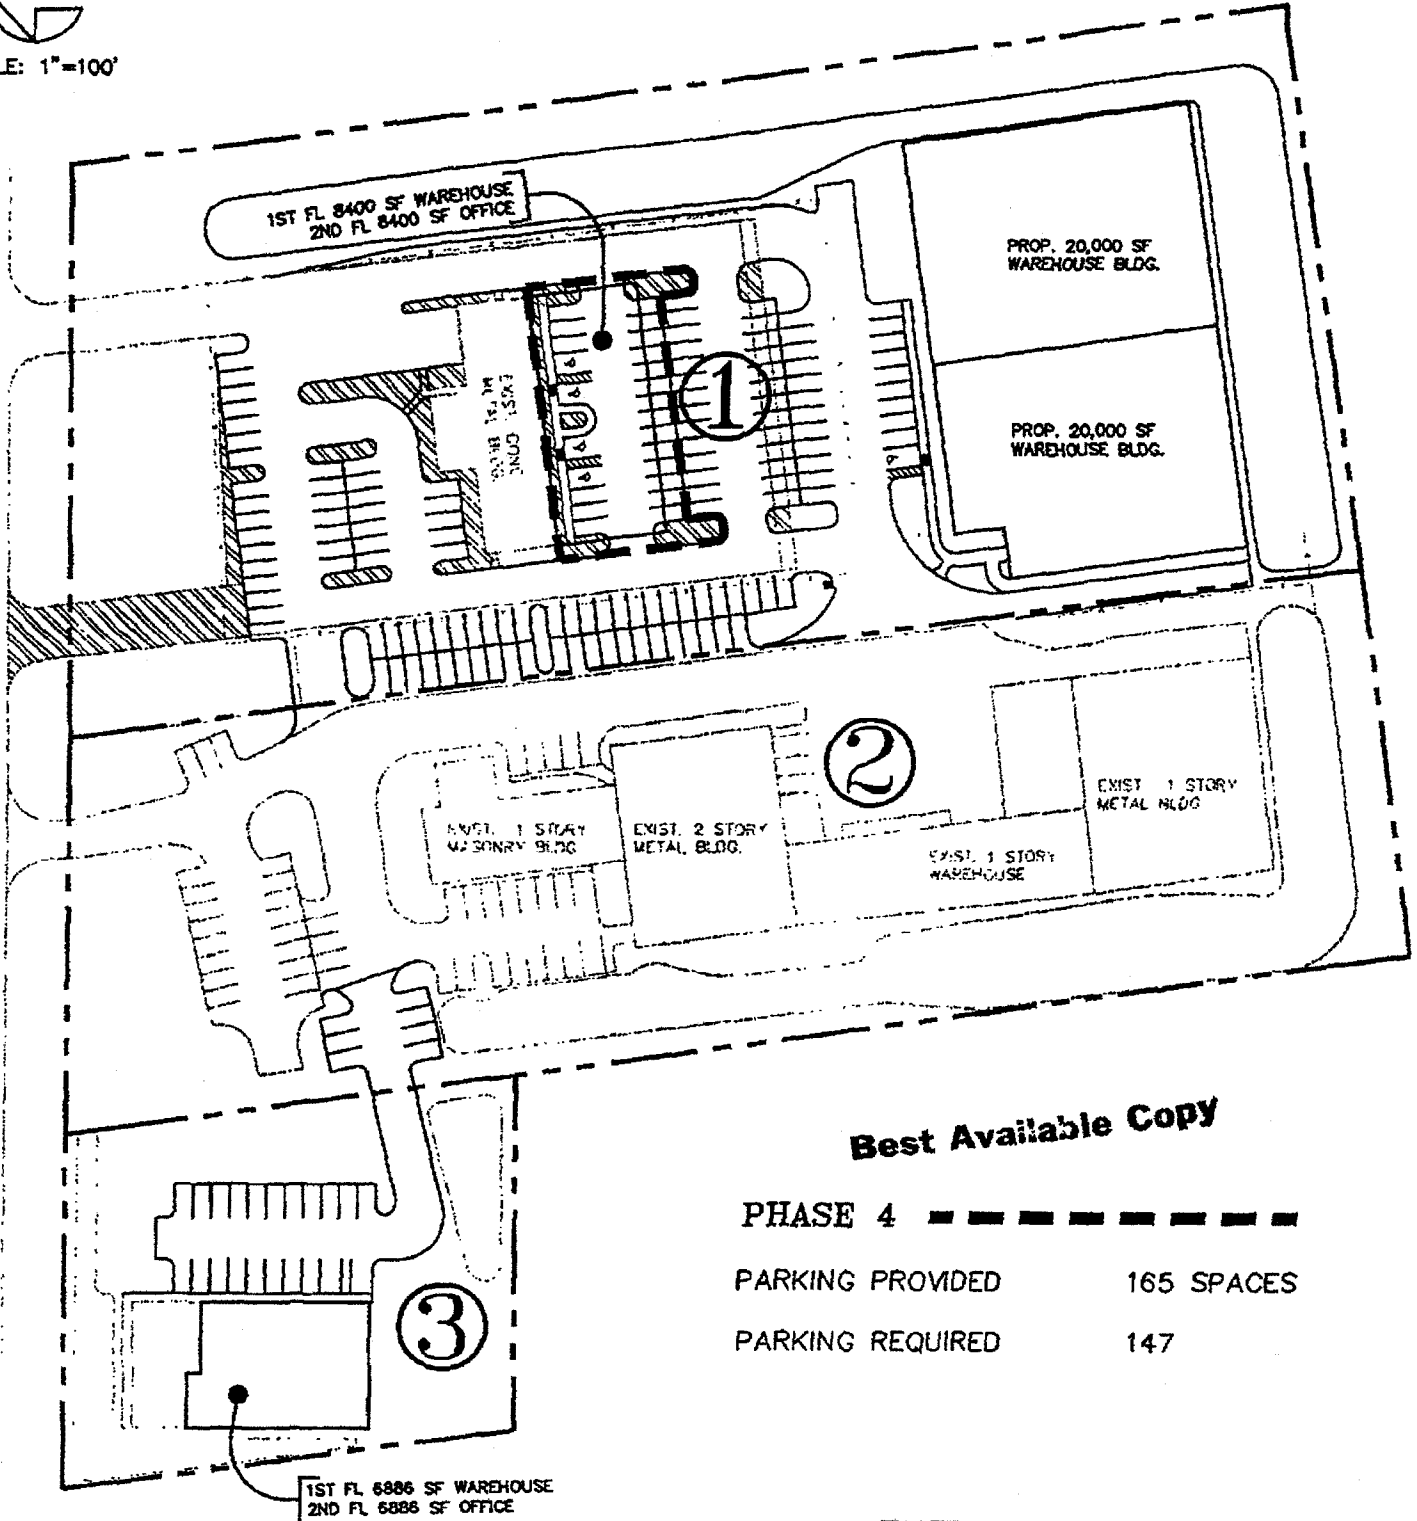 LE: 1"=100'
1ST FL 8400 SF WAREHOUSE
2ND FL 8400 SF OFFICE
PROP. 20,000 SF
WAREHOUSE BLDG.
PROP. 20,000 SF
WAREHOUSE BLDG.
EXIST. CONC
BLDG.
1
2
EXIST. 1 STORY
MASONRY BLDG
EXIST. 2 STORY
METAL BLDG.
EXIST. 1 STORY
WAREHOUSE
EXIST 1 STORY
METAL BLDG
Best Available Copy
PHASE 4
PARKING PROVIDED 165 SPACES
PARKING REQUIRED 147
3
1ST FL 6886 SF WAREHOUSE
2ND FL 6886 SF OFFICE